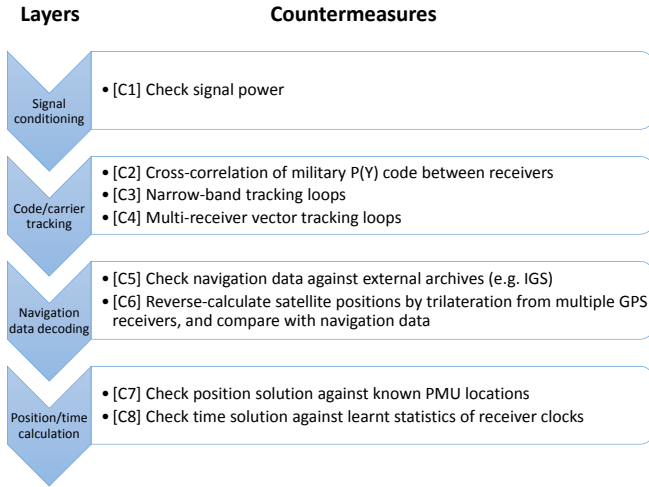 Layers
Countermeasures
Signal
conditioning
• [C1] Check signal power
Code/carrier
tracking
• [C2] Cross-correlation of military P(Y) code between receivers
• [C3] Narrow-band tracking loops
• [C4] Multi-receiver vector tracking loops
Navigation
data decoding
• [C5] Check navigation data against external archives (e.g. IGS)
• [C6] Reverse-calculate satellite positions by trilateration from multiple GPS
receivers, and compare with navigation data
Position/time
calculation
• [C7] Check position solution against known PMU locations
• [C8] Check time solution against learnt statistics of receiver clocks